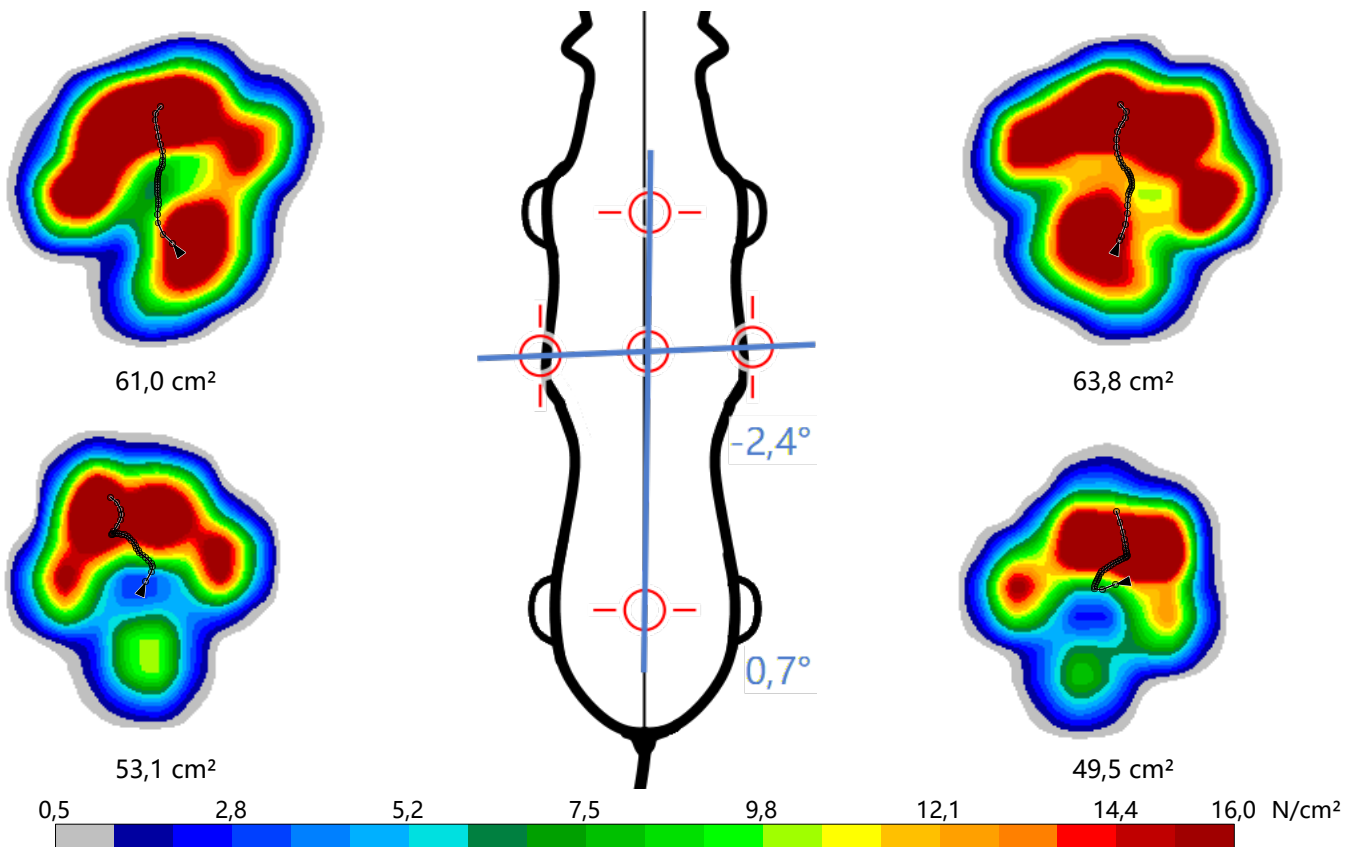 61,0 cm²
63,8 cm²
-2,4°
0,7°
53,1 cm²
49,5 cm²
0,5 2,8 5,2 7,5 9,8 12,1 14,4 16,0 N/cm²